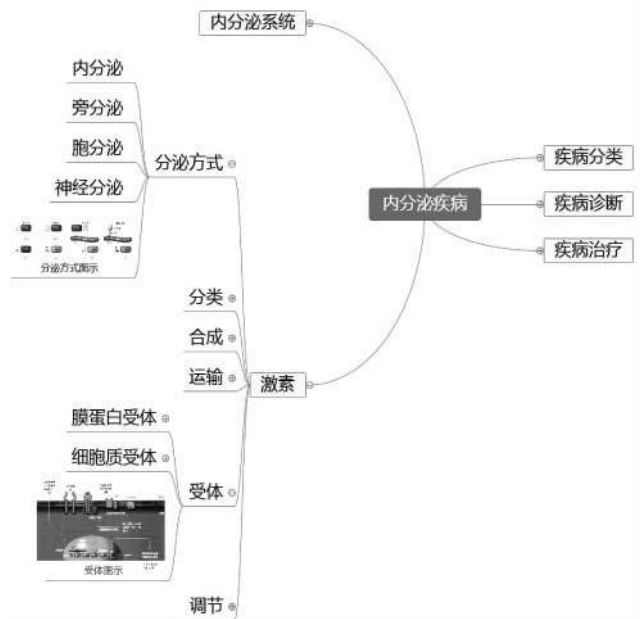 内分泌系统
内分泌
旁分泌
胞分泌
神经分泌
分泌方式
分泌方式图示
疾病分类
内分泌疾病
疾病诊断
疾病治疗
分类
合成
运输
激素
膜蛋白受体
细胞质受体
受体
受体图示
调节